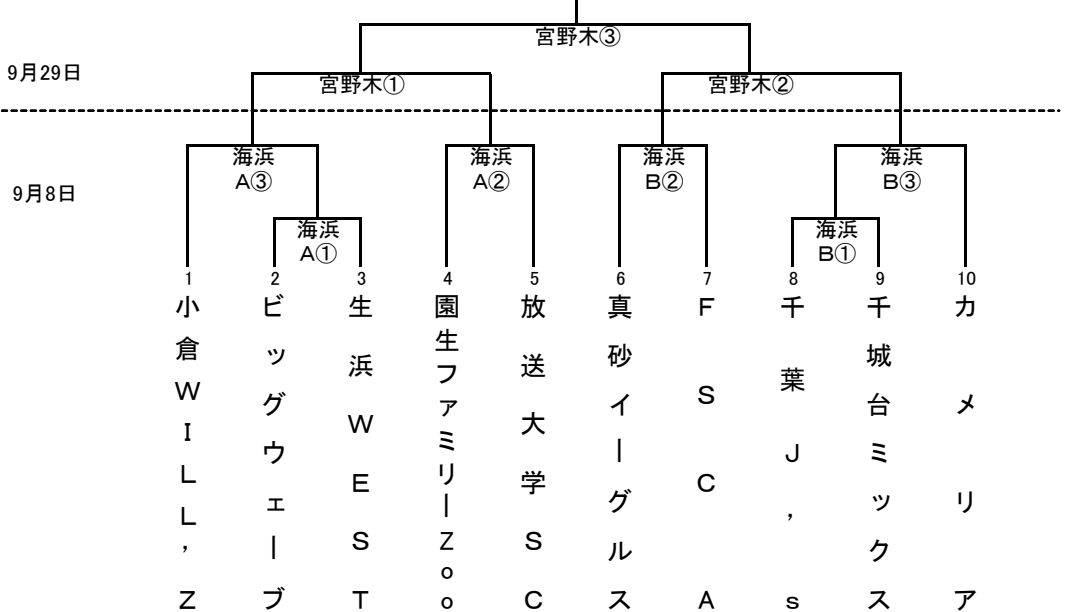 宮野木③
9月29日
宮野木①
宮野木②
海浜
A③
海浜
A②
海浜
B②
海浜
B③
9月8日
海浜
A①
海浜
B①
1
2
3
4
5
6
7
8
9
10
小倉WILL,Z
ビッグウェーブ
生浜WEST
園生ファミリーZoo
放送大学SC
真砂イーグルス
FSCA
千葉J,s
千城台ミックス
カメリア